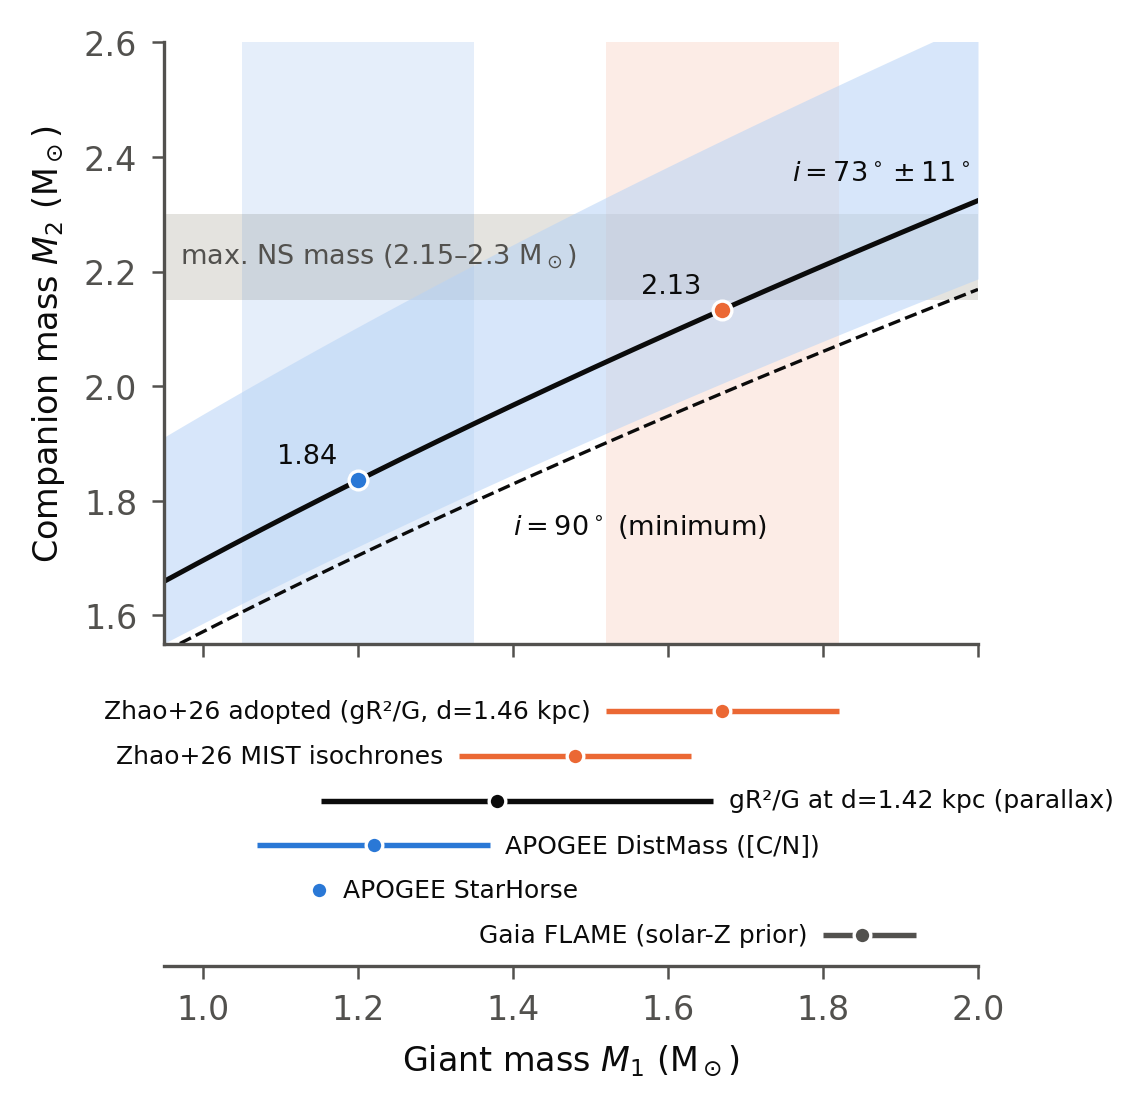 2.6
2.4
2.2
2.0
1.8
1.6
Companion mass M₂ (M⊙)
i = 73° ± 11°
max. NS mass (2.15–2.3 M⊙)
2.13
1.84
i = 90° (minimum)
Zhao+26 adopted (gR²/G, d=1.46 kpc)
Zhao+26 MIST isochrones
gR²/G at d=1.42 kpc (parallax)
APOGEE DistMass ([C/N])
APOGEE StarHorse
Gaia FLAME (solar-Z prior)
1.0 1.2 1.4 1.6 1.8 2.0
Giant mass M₁ (M⊙)